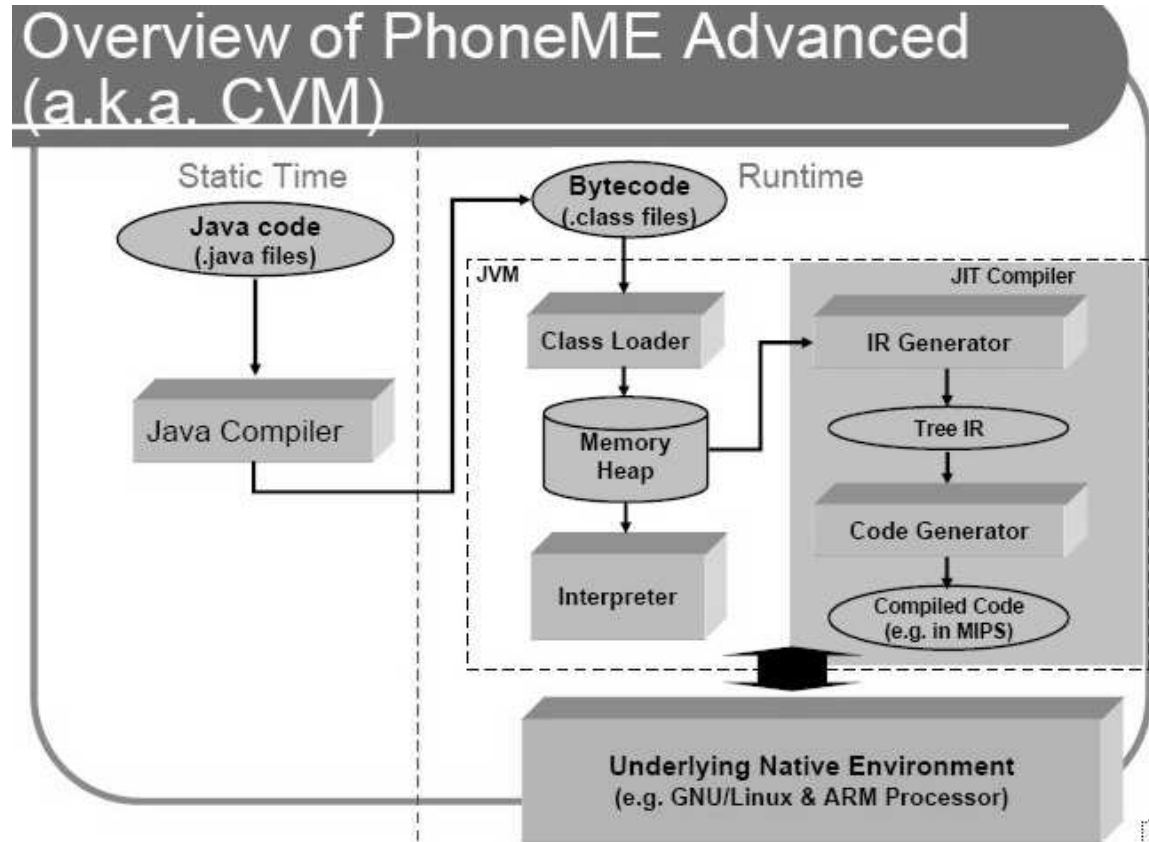 Overview of PhoneME Advanced
(a.k.a. CVM)
Static Time
Runtime
Java code
(.java files)
Java Compiler
Bytecode
(.class files)
JVM
Class Loader
Memory
Heap
Interpreter
JIT Compiler
IR Generator
Tree IR
Code Generator
Compiled Code
(e.g. in MIPS)
Underlying Native Environment
(e.g. GNU/Linux & ARM Processor)